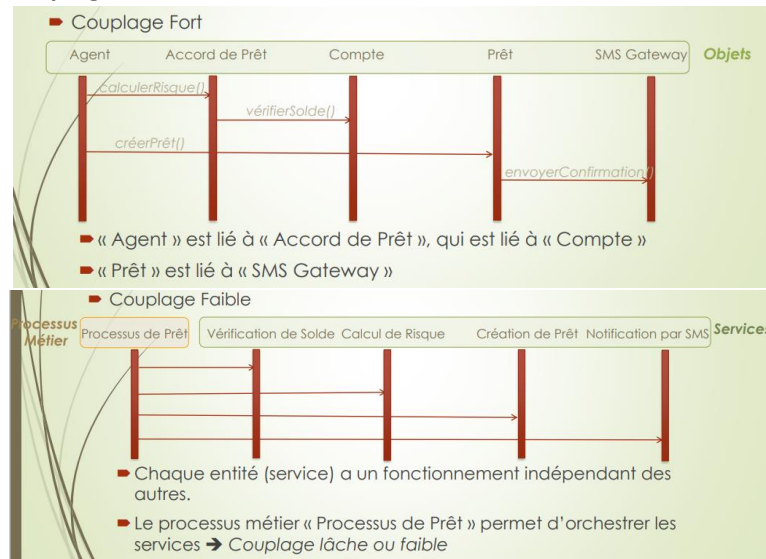 Couplage Fort
Agent Accord de Prêt Compte Prêt SMS Gateway Objets
calculerRisque()
vérifierSolde()
créerPrêt()
envoyerConfirmation()
« Agent » est lié à « Accord de Prêt », qui est lié à « Compte »
« Prêt » est lié à « SMS Gateway »
Couplage Faible
Processus
Métier
Processus de Prêt Vérification de Solde Calcul de Risque Création de Prêt Notification par SMS Services
Chaque entité (service) a un fonctionnement indépendant des
autres.
Le processus métier « Processus de Prêt » permet d’orchestrer les
services ➔ Couplage lâche ou faible